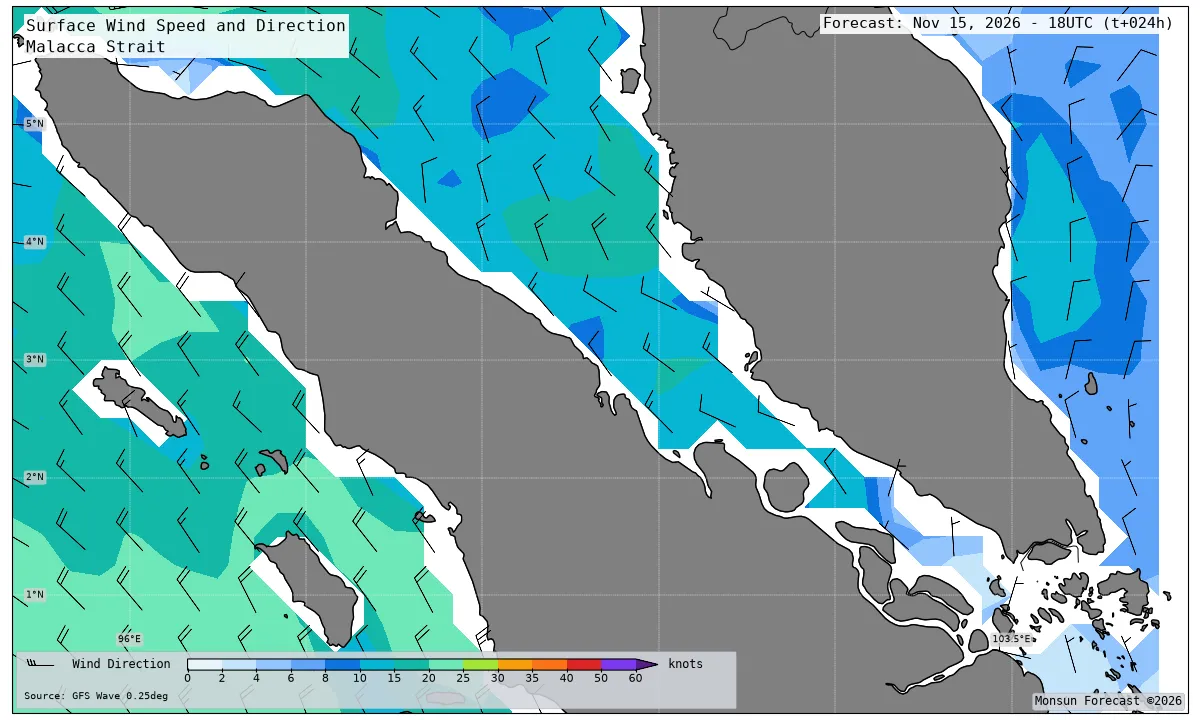 Surface Wind Speed and Direction
Malacca Strait
Forecast: Nov 15, 2026 - 18UTC (t+024h)
5°N
4°N
3°N
2°N
1°N
96°E
103.5°E
Wind Direction
knots
0 2 4 6 8 10 15 20 25 30 35 40 50 60
Source: GFS Wave 0.25deg
Monsun Forecast ©2026